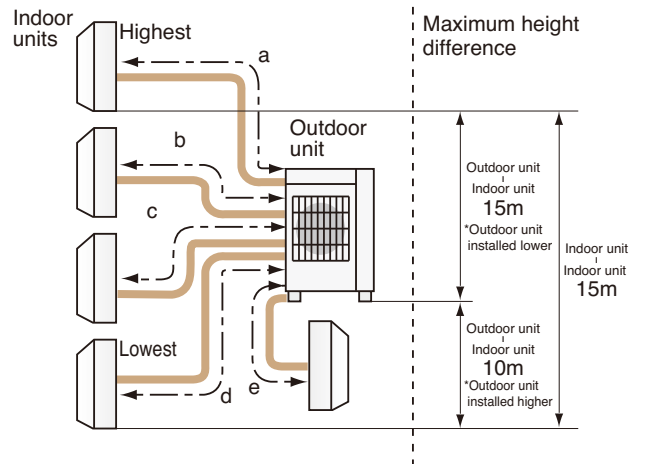 Indoor
units
Highest
a
b
c
Lowest
d
e
Outdoor
unit
Maximum height
difference
Outdoor unit
Indoor unit
15m
*Outdoor unit
installed lower
Indoor unit
Indoor unit
15m
Outdoor unit
Indoor unit
10m
*Outdoor unit
installed higher